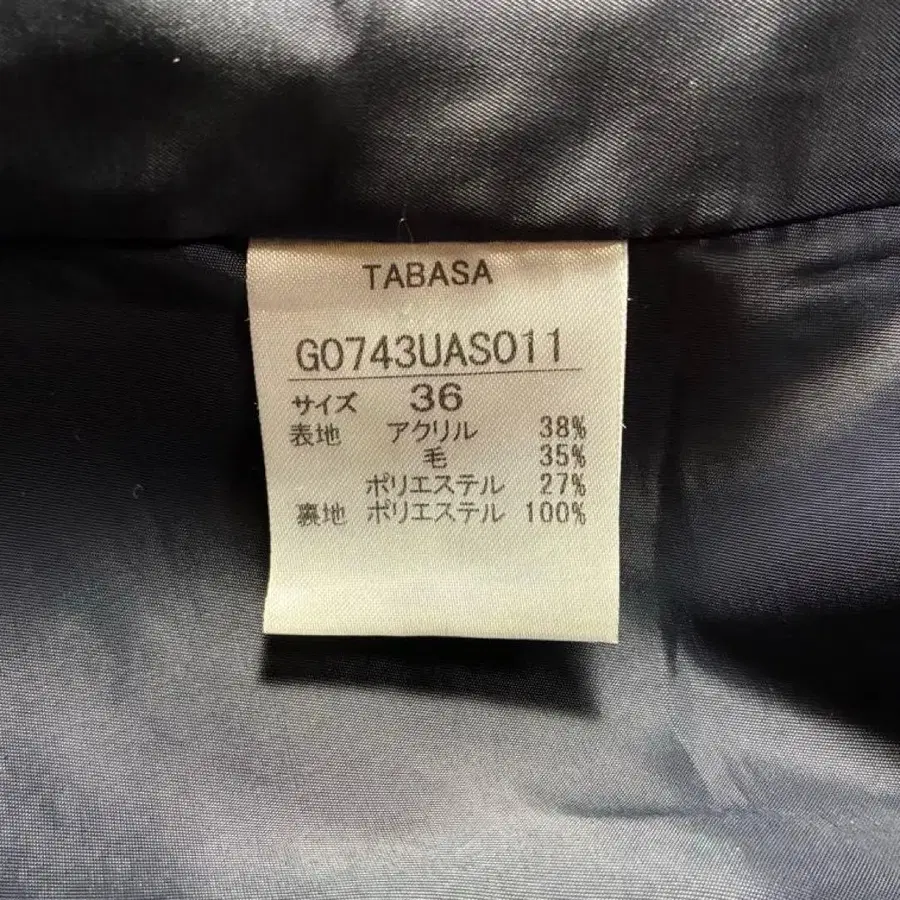 TABASA
G0743UAS011
サイズ 36
表地 アクリル 38%
毛 35%
ポリエステル 27%
裏地 ポリエステル 100%